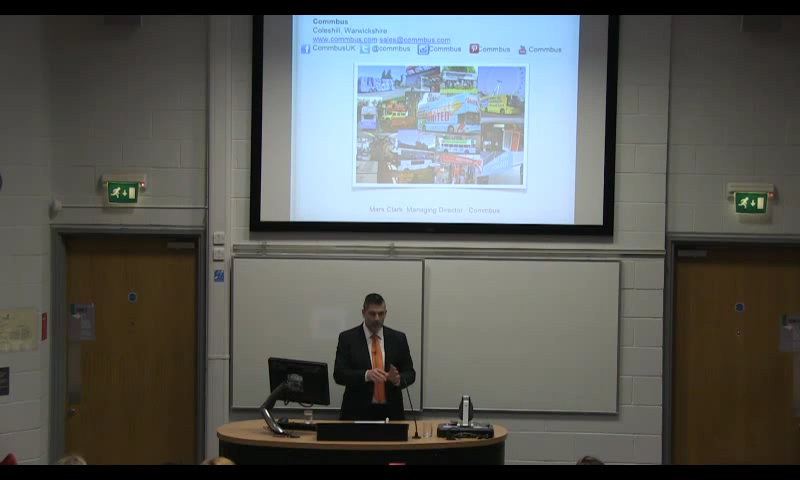 Commbus
Coleshill, Warwickshire
www.commbus.com sales@commbus.com
CommbusUK @commbus Commbus Commbus Commbus
Mark Clark Managing Director - Commbus